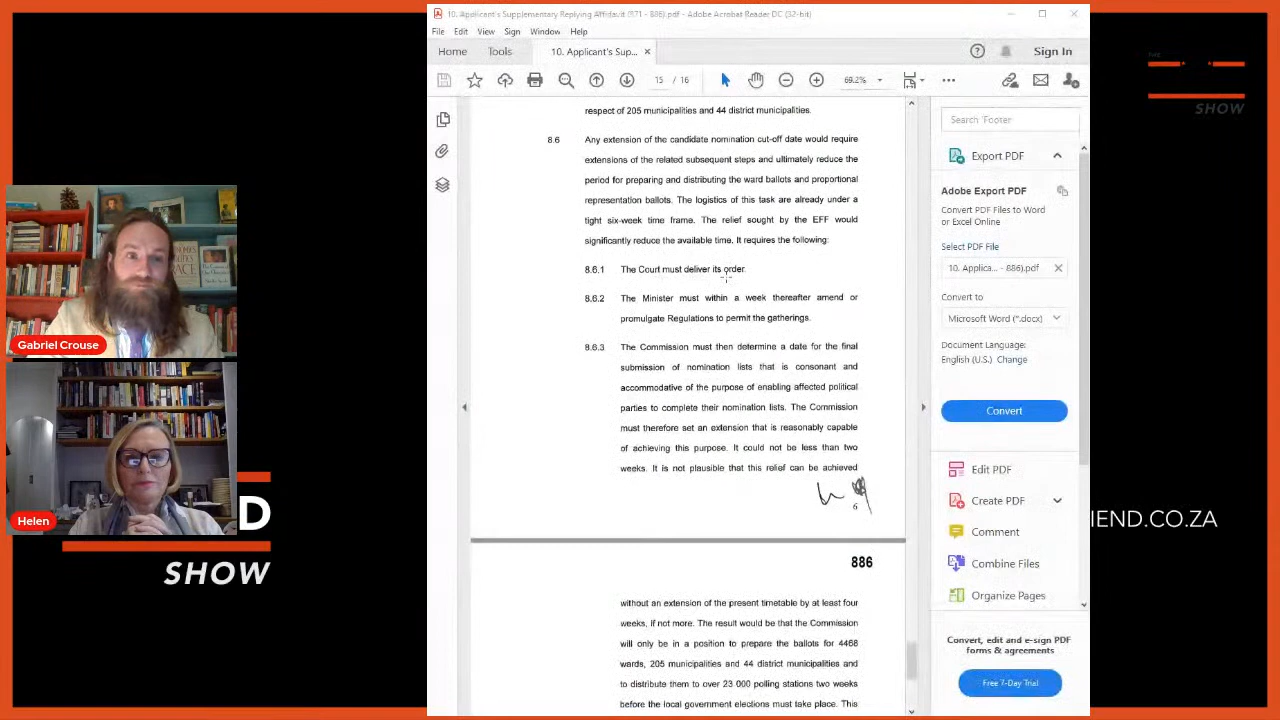 10. Applicant's Supplementary Replying Affidavit (871 - 886).pdf - Adobe Acrobat Reader DC (32-bit)
File Edit View Sign Window Help
Home Tools 10. Applicant's Sup... × ? Sign In
15 / 16 69.2%
respect of 205 municipalities and 44 district municipalities.
8.6 Any extension of the candidate nomination cut-off date would require
extensions of the related subsequent steps and ultimately reduce the
period for preparing and distributing the ward ballots and proportional
representation ballots. The logistics of this task are already under a
tight six-week time frame. The relief sought by the EFF would
significantly reduce the available time. It requires the following:
8.6.1 The Court must deliver its order.
8.6.2 The Minister must within a week thereafter amend or
promulgate Regulations to permit the gatherings.
8.6.3 The Commission must then determine a date for the final
submission of nomination lists that is consonant and
accommodative of the purpose of enabling affected political
parties to complete their nomination lists. The Commission
must therefore set an extension that is reasonably capable
of achieving this purpose. It could not be less than two
weeks. It is not plausible that this relief can be achieved
6
886
without an extension of the present timetable by at least four
weeks, if not more. The result would be that the Commission
will only be in a position to prepare the ballots for 4468
wards, 205 municipalities and 44 district municipalities and
to distribute them to over 23 000 polling stations two weeks
before the local government elections must take place. This
Search 'Footer
Export PDF
Adobe Export PDF
Convert PDF Files to Word
or Excel Online
Select PDF File
10. Applica... - 886).pdf ×
Convert to
Microsoft Word (*.docx)
Document Language:
English (U.S.) Change
Convert
Edit PDF
Create PDF
Comment
Combine Files
Organize Pages
Convert, edit and e-sign PDF
forms & agreements
Free 7-Day Trial
Gabriel Crouse
Helen
D
SHOW
SHOW
IEND.CO.ZA